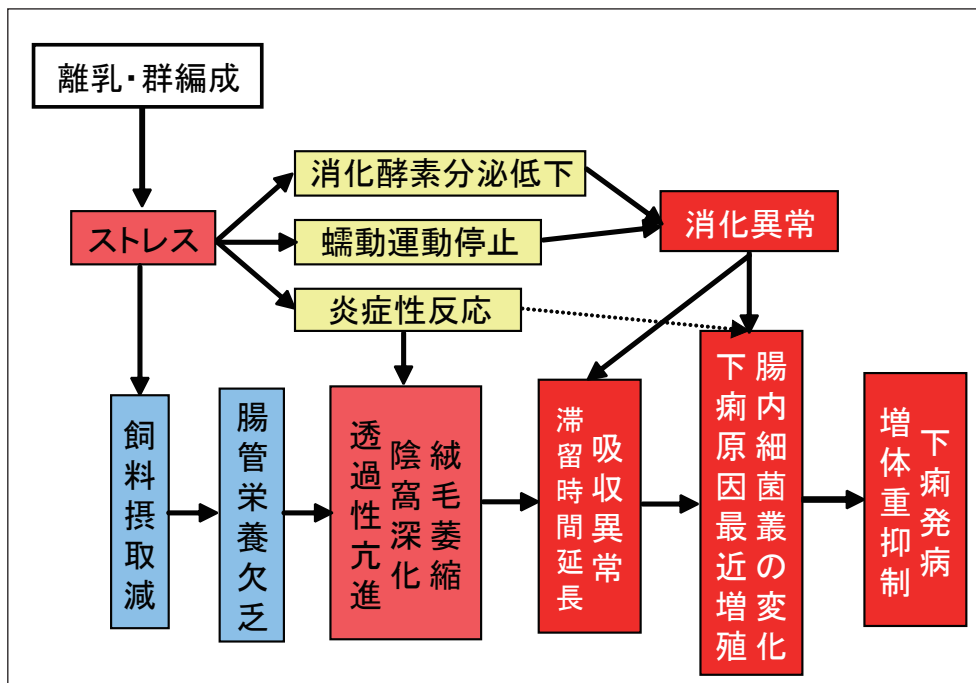 離乳・群編成
ストレス
消化酵素分泌低下
蠕動運動停止
炎症性反応
消化異常
飼料摂取減
腸管栄養欠乏
絨毛萎縮
陰窩深化
透過性亢進
吸収異常
滞留時間延長
腸内細菌叢の変化
下痢原因最近増殖
下痢発病
増体重抑制